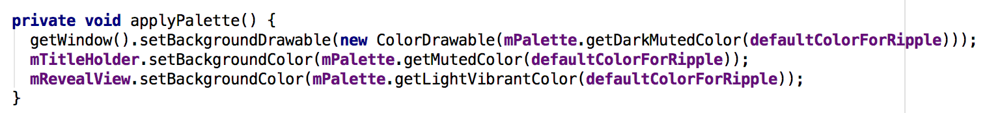 private void applyPalette() {
  getWindow().setBackgroundDrawable(new ColorDrawable(mPalette.getDarkMutedColor(defaultColorForRipple)));
  mTitleHolder.setBackgroundColor(mPalette.getMutedColor(defaultColorForRipple));
  mRevealView.setBackgroundColor(mPalette.getLightVibrantColor(defaultColorForRipple));
}